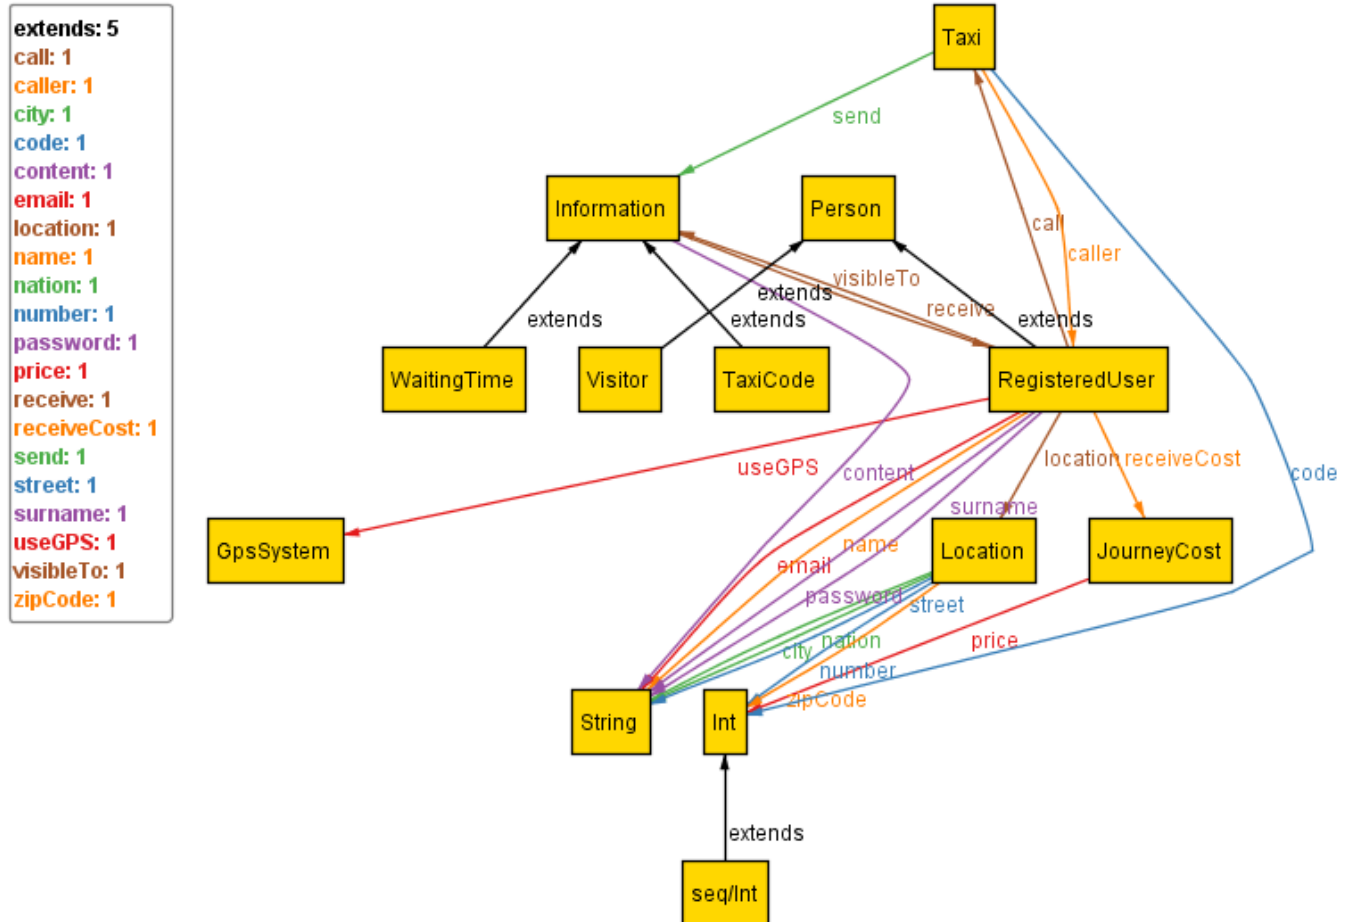 extends: 5
call: 1
caller: 1
city: 1
code: 1
content: 1
email: 1
location: 1
name: 1
nation: 1
number: 1
password: 1
price: 1
receive: 1
receiveCost: 1
send: 1
street: 1
surname: 1
useGPS: 1
visibleTo: 1
zipCode: 1
Taxi
send
Information
Person
call
caller
visibleTo
extends
receive
extends
extends
extends
WaitingTime
Visitor
TaxiCode
RegisteredUser
useGPS
content
location
receiveCost
code
surname
GpsSystem
name
Location
JourneyCost
email
password
street
city
nation
price
number
zipCode
String
Int
extends
seq/Int